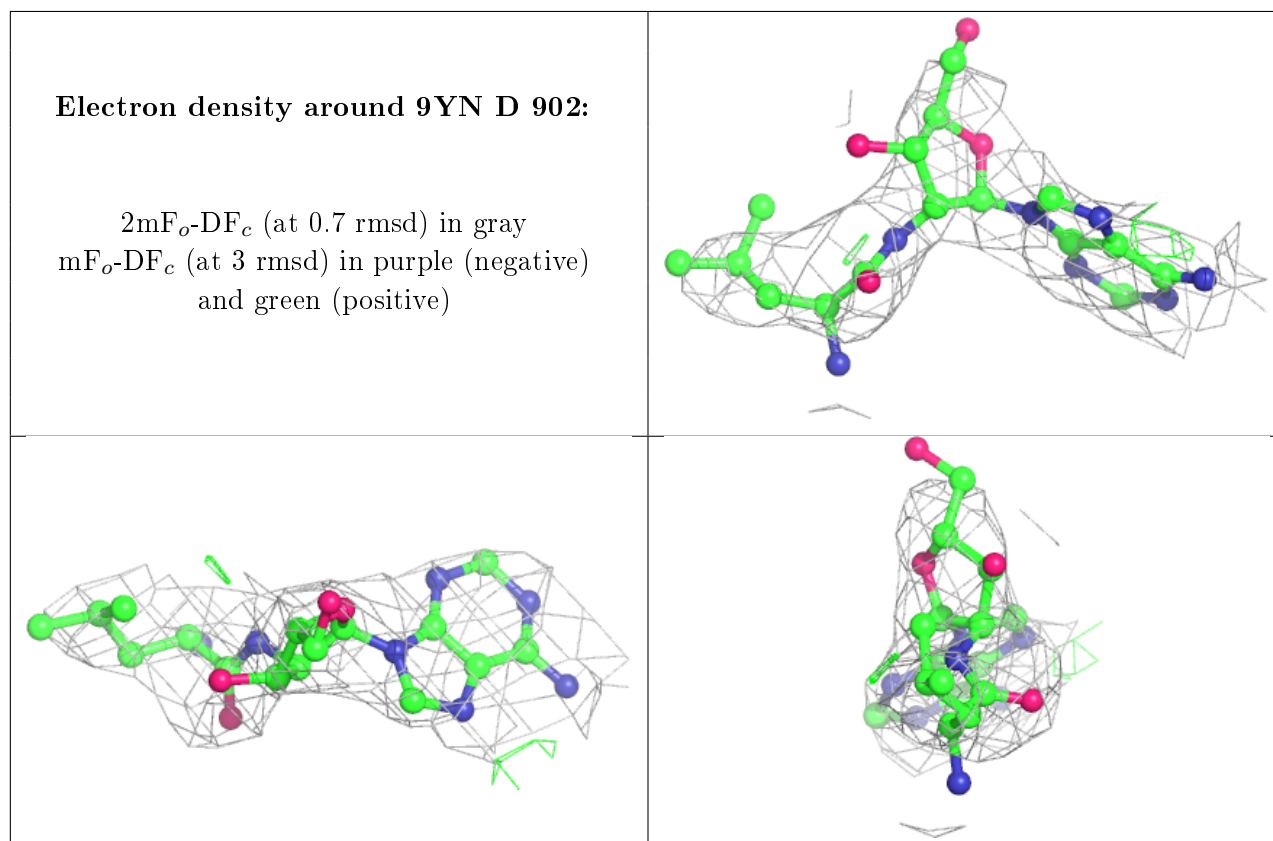 Electron density around 9YN D 902:
2mFo-DFc (at 0.7 rmsd) in gray
mFo-DFc (at 3 rmsd) in purple (negative)
and green (positive)